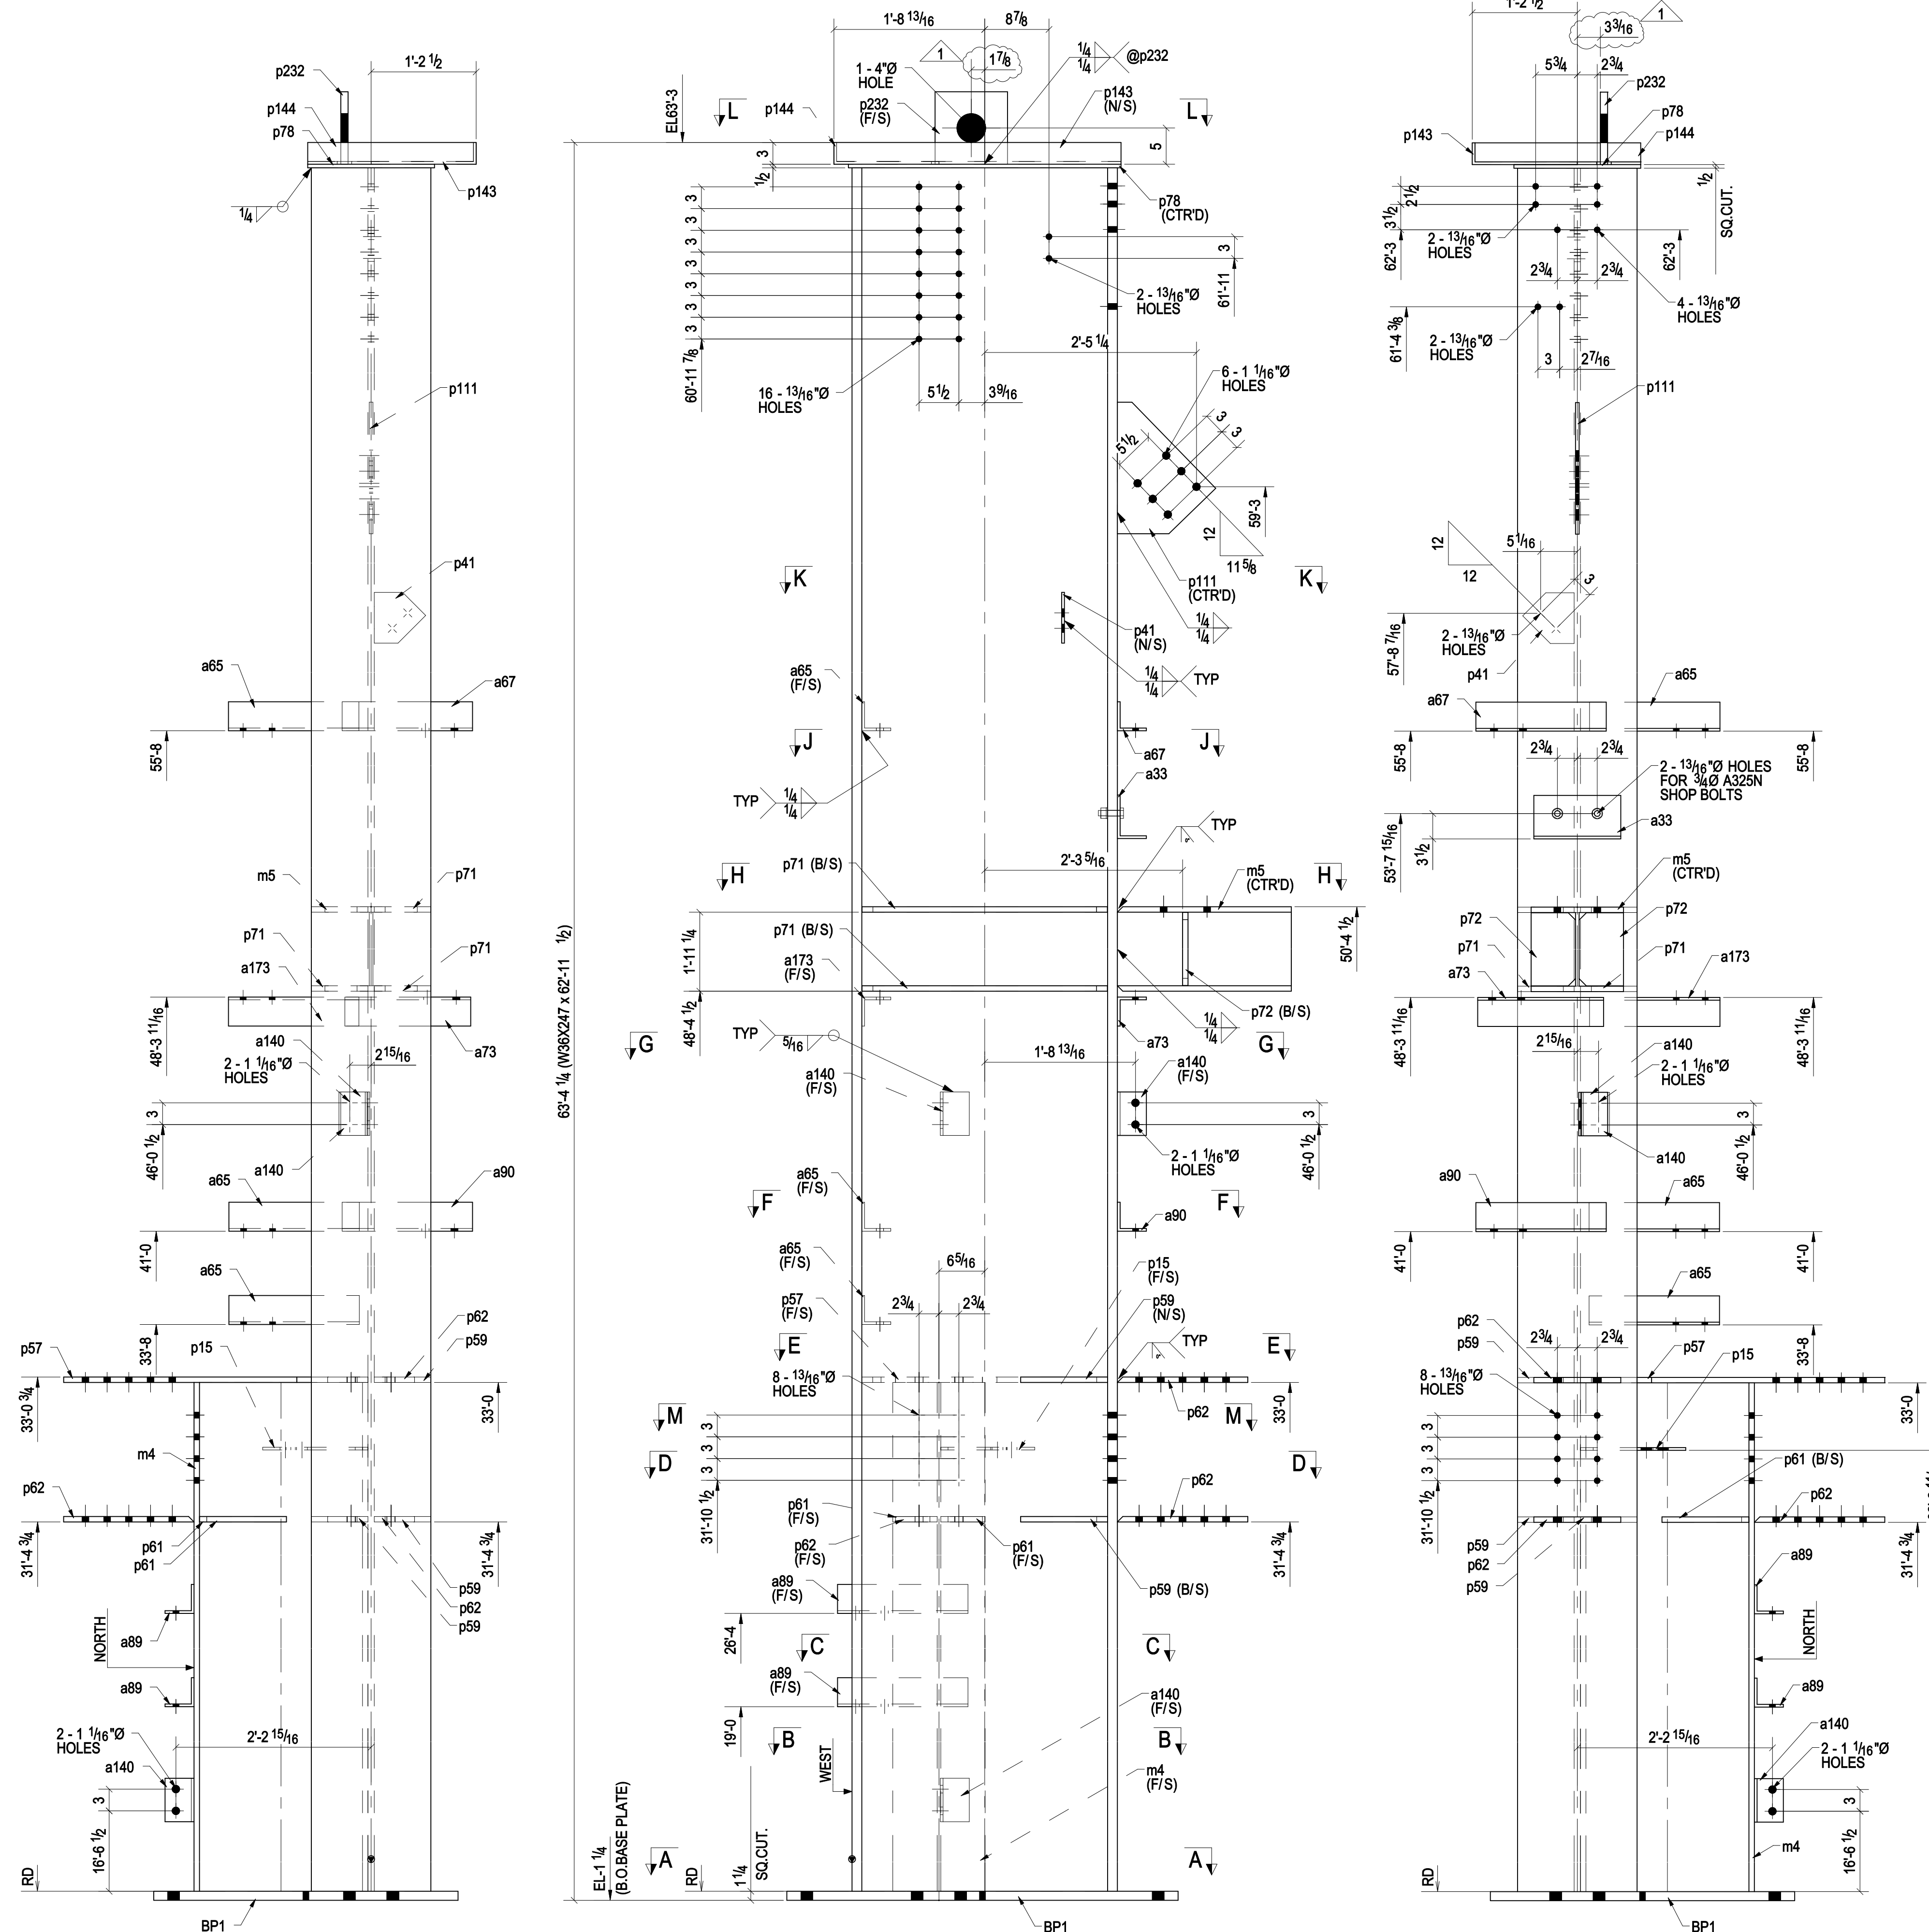 1'-2 1/2
p232
p144
p78
p143
1/4
p111
p41
a65
a67
55'-8
m5
p71
p71
a173
p71
48'-3 11/16
a140
2 - 1 1/16"Ø
HOLES
2 15/16
a73
3
46'-0 1/2
a140
a65
a90
41'-0
a65
33'-8
p62
p59
p57
p15
33'-0 3/4
33'-0
m4
p62
p61
p61
31'-4 3/4
31'-4 3/4
p59
p62
p59
NORTH
a89
a89
2 - 1 1/16"Ø
HOLES
2'-2 15/16
a140
3
16'-6 1/2
RD
BP1
1'-8 13/16
8 7/8
1
1 7/8
1 - 4"Ø
HOLE
p232
(F/S)
1/4
1/4
@p232
p143
(N/S)
EL63'-3
L
L
p144
3
1/2
5
p78
(CTR'D)
3
3
3
3
3
3
3
60'-11 7/8
3
61'-11
2 - 13/16"Ø
HOLES
2'-5 1/4
16 - 13/16"Ø
HOLES
5 1/2
3 9/16
6 - 1 1/16"Ø
HOLES
3
3
5 1/2
59'-3
12
11 5/8
K
K
p111
(CTR'D)
1/4
1/4
p41
(N/S)
1/4
1/4
TYP
a65
(F/S)
J
J
a67
a33
TYP
1/4
1/4
TYP
p71 (B/S)
2'-3 5/16
H
H
m5
(CTR'D)
63'-4 1/4 (W36X247 x 62'-11 1/2)
p71 (B/S)
1'-11 1/4
50'-4 1/2
a173
(F/S)
48'-4 1/2
p72 (B/S)
G
G
TYP
5/16
1/4
1/4
a73
1'-8 13/16
a140
(F/S)
a140
(F/S)
3
46'-0 1/2
2 - 1 1/16"Ø
HOLES
a65
(F/S)
F
F
a90
a65
(F/S)
6 5/16
p15
(F/S)
p57
(F/S)
2 3/4
2 3/4
p59
(N/S)
E
E
TYP
8 - 13/16"Ø
HOLES
M
M
p62
33'-0
3
3
3
31'-10 1/2
D
D
p62
p61
(F/S)
p62
(F/S)
p61
(F/S)
31'-4 3/4
p59 (B/S)
a89
(F/S)
26'-4
C
C
a89
(F/S)
19'-0
a140
(F/S)
B
B
WEST
m4
(F/S)
EL-1 1/4
(B.O.BASE PLATE)
A
A
RD
1 1/4
SQ.CUT.
BP1
1'-2 1/2
1
3 3/16
5 3/4
2 3/4
p232
p78
p144
p143
1/2
SQ.CUT.
2 1/2
3 1/2
62'-3
2 - 13/16"Ø
HOLES
62'-3
2 3/4
2 3/4
4 - 13/16"Ø
HOLES
61'-4 3/8
2 - 13/16"Ø
HOLES
3
2 7/16
p111
12
12
5 1/16
3
57'-8 7/16
2 - 13/16"Ø
HOLES
p41
a67
a65
55'-8
55'-8
2 3/4
2 3/4
2 - 13/16"Ø HOLES
FOR 3/4Ø A325N
SHOP BOLTS
53'-7 15/16
3 1/2
a33
m5
(CTR'D)
p72
p72
p71
p71
a73
a173
48'-3 11/16
48'-3 11/16
2 15/16
a140
2 - 1 1/16"Ø
HOLES
3
46'-0 1/2
a140
a90
a65
41'-0
41'-0
a65
p62
p59
2 3/4
2 3/4
p57
p15
33'-8
8 - 13/16"Ø
HOLES
33'-0
3
3
3
31'-10 1/2
p61 (B/S)
p62
31'-4 3/4
p59
p62
p59
a89
NORTH
a89
a140
2'-2 15/16
2 - 1 1/16"Ø
HOLES
3
16'-6 1/2
m4
RD
BP1